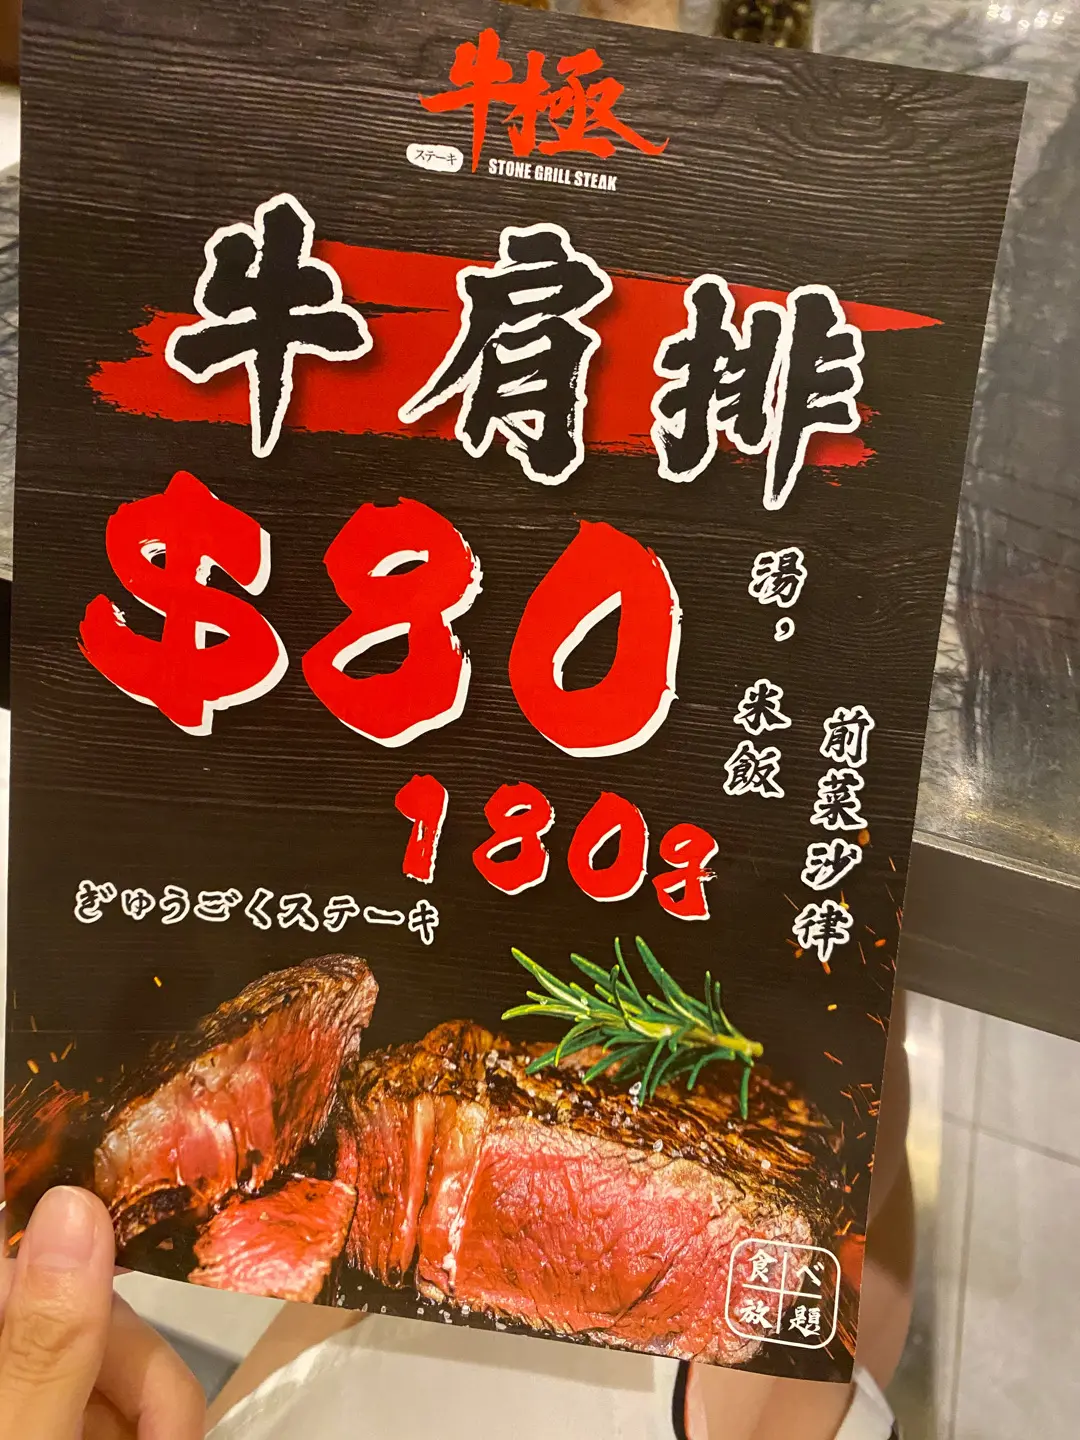 牛極
ステーキ
STONE GRILL STEAK
牛肩排
$80
180g
湯，米飯
前菜沙律
ぎゅうごくステーキ
食べ
放題